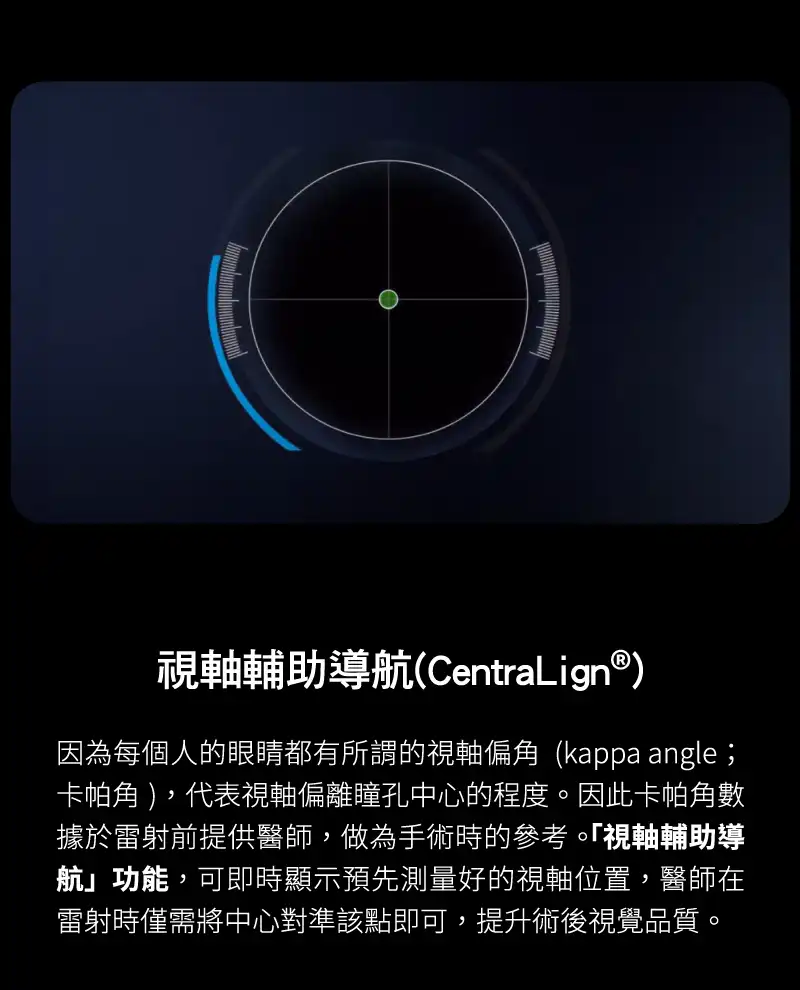 視軸輔助導航(CentraLign®)
因為每個人的眼睛都有所謂的視軸偏角 (kappa angle；
卡帕角 )，代表視軸偏離瞳孔中心的程度。因此卡帕角數
據於雷射前提供醫師，做為手術時的參考。「視軸輔助導
航」功能，可即時顯示預先測量好的視軸位置，醫師在
雷射時僅需將中心對準該點即可，提升術後視覺品質。